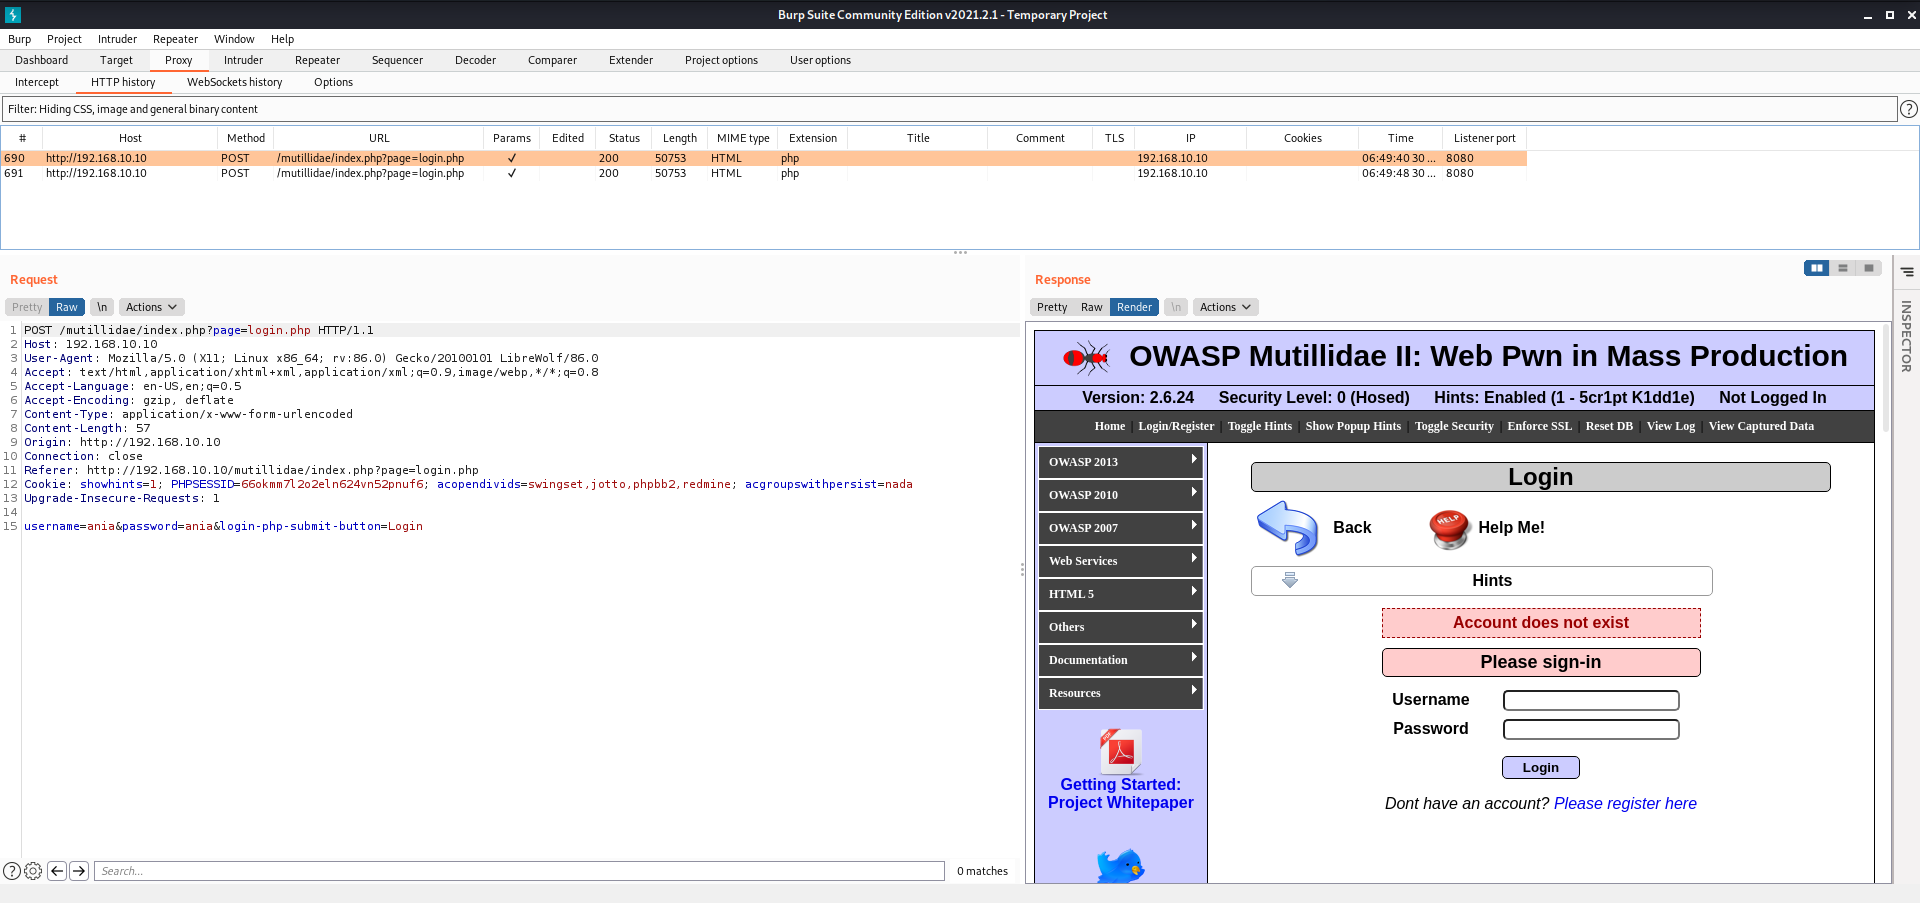 Burp Suite Community Edition v2021.2.1 - Temporary Project
Burp Project Intruder Repeater Window Help
Dashboard Target Proxy Intruder Repeater Sequencer Decoder Comparer Extender Project options User options
Intercept HTTP history WebSockets history Options
Filter: Hiding CSS, image and general binary content
?
# Host Method URL Params Edited Status Length MIME type Extension Title Comment TLS IP Cookies Time Listener port
690 http://192.168.10.10 POST /mutillidae/index.php?page=login.php ✓ 200 50753 HTML php 192.168.10.10 06:49:40 30 ... 8080
691 http://192.168.10.10 POST /mutillidae/index.php?page=login.php ✓ 200 50753 HTML php 192.168.10.10 06:49:48 30 ... 8080
Request
Pretty Raw \n Actions
1 POST /mutillidae/index.php?page=login.php HTTP/1.1
2 Host: 192.168.10.10
3 User-Agent: Mozilla/5.0 (X11; Linux x86_64; rv:86.0) Gecko/20100101 LibreWolf/86.0
4 Accept: text/html,application/xhtml+xml,application/xml;q=0.9,image/webp,*/*;q=0.8
5 Accept-Language: en-US,en;q=0.5
6 Accept-Encoding: gzip, deflate
7 Content-Type: application/x-www-form-urlencoded
8 Content-Length: 57
9 Origin: http://192.168.10.10
10 Connection: close
11 Referer: http://192.168.10.10/mutillidae/index.php?page=login.php
12 Cookie: showhints=1; PHPSESSID=66okmm7l2o2eln624vn52pnuf6; acopendivids=swingset,jotto,phpbb2,redmine; acgroupswithpersist=nada
13 Upgrade-Insecure-Requests: 1
14
15 username=ania&password=ania&login-php-submit-button=Login
? Search... 0 matches
Response
Pretty Raw Render \n Actions
INSPECTOR
OWASP Mutillidae II: Web Pwn in Mass Production
Version: 2.6.24 Security Level: 0 (Hosed) Hints: Enabled (1 - 5cr1pt K1dd1e) Not Logged In
Home | Login/Register | Toggle Hints | Show Popup Hints | Toggle Security | Enforce SSL | Reset DB | View Log | View Captured Data
OWASP 2013
OWASP 2010
OWASP 2007
Web Services
HTML 5
Others
Documentation
Resources
PDF
Getting Started:
Project Whitepaper
Login
Back HELP Help Me!
Hints
Account does not exist
Please sign-in
Username
Password
Login
Dont have an account? Please register here